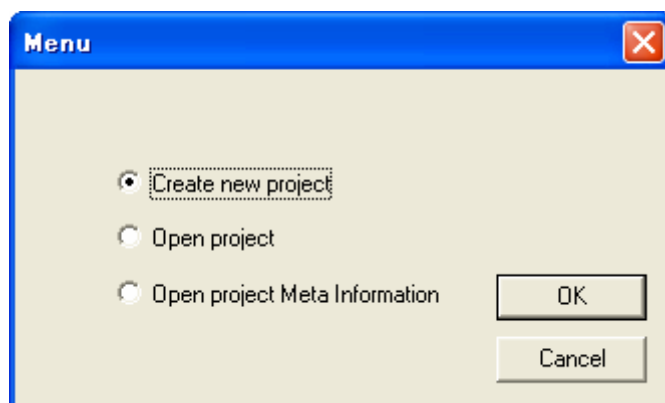 Menu
Create new project
Open project
Open project Meta Information
OK
Cancel